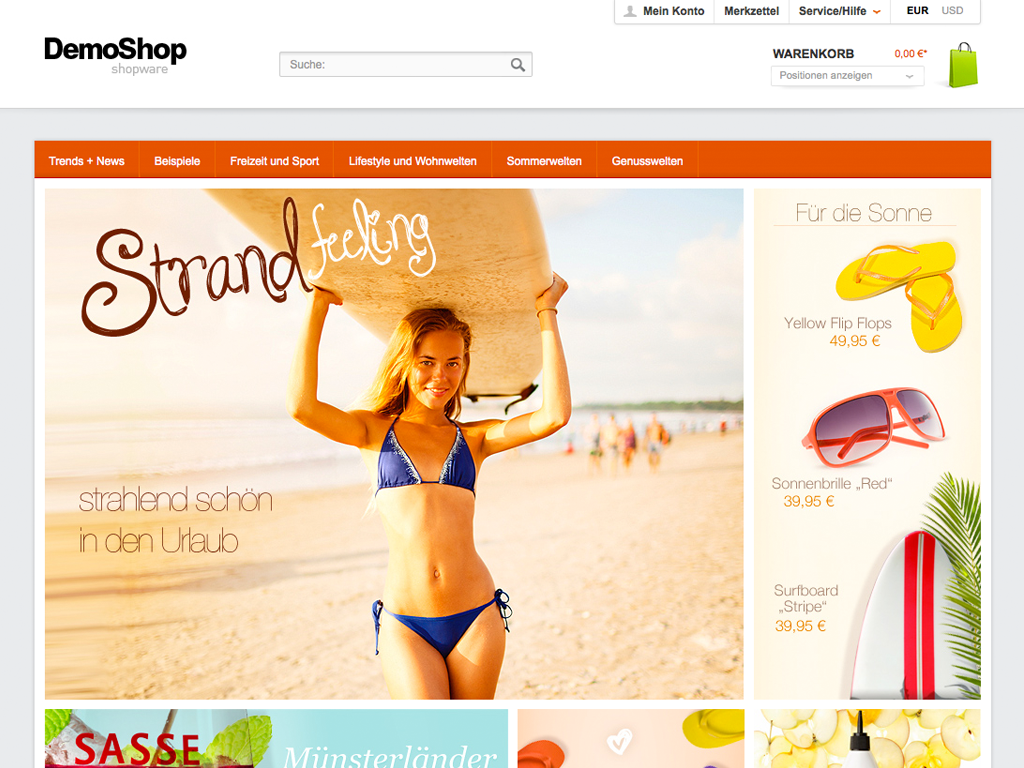 Mein Konto
Merkzettel
Service/Hilfe
EUR
USD
DemoShop
shopware
Suche:
WARENKORB
0,00 €*
Positionen anzeigen
Trends + News
Beispiele
Freizeit und Sport
Lifestyle und Wohnwelten
Sommerwelten
Genusswelten
Strandfeeling
strahlend schön
in den Urlaub
Für die Sonne
Yellow Flip Flops
49,95 €
Sonnenbrille „Red“
39,95 €
Surfboard
„Stripe“
39,95 €
SASSE
Münsterländer